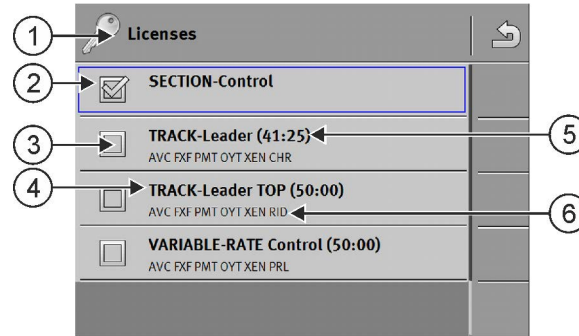 1
Licenses
2
SECTION-Control
3
TRACK-Leader (41:25)
5
AVC FXF PMT OYT XEN CHR
4
TRACK-Leader TOP (50:00)
AVC FXF PMT OYT XEN RID
6
VARIABLE-RATE Control (50:00)
AVC FXF PMT OYT XEN PRL